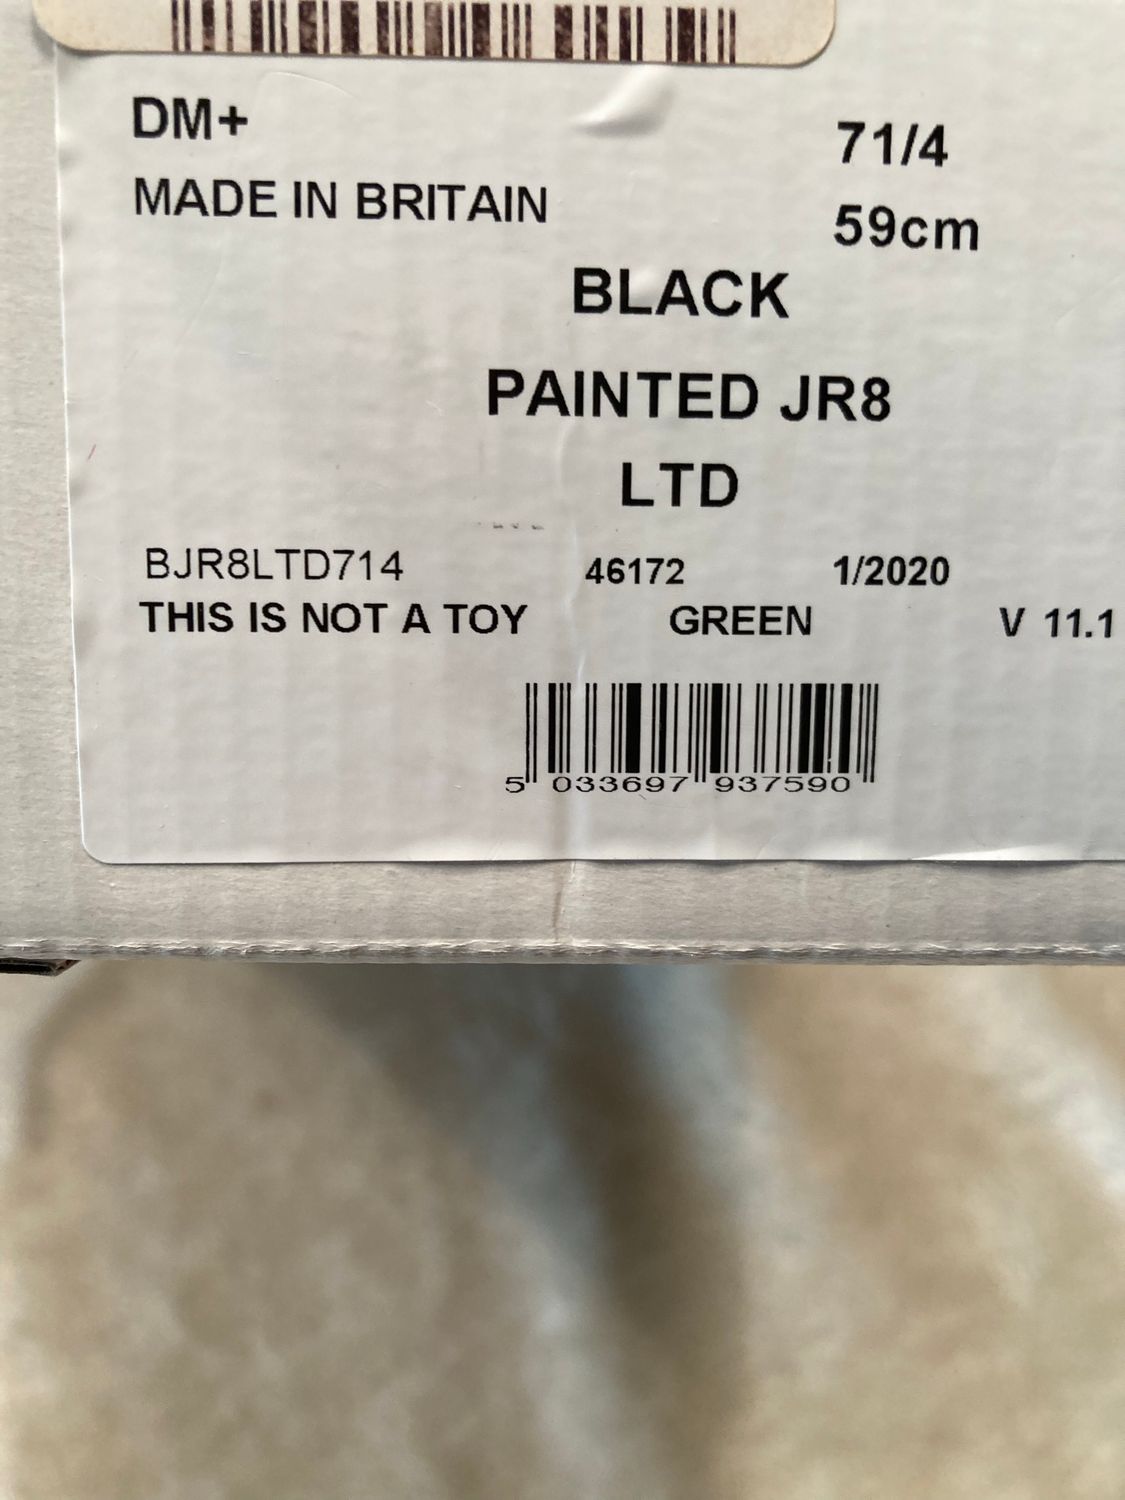 DM+ 71/4
MADE IN BRITAIN 59cm
BLACK
PAINTED JR8
LTD
BJR8LTD714 46172 1/2020
THIS IS NOT A TOY GREEN V 11.1
5 033697 937590